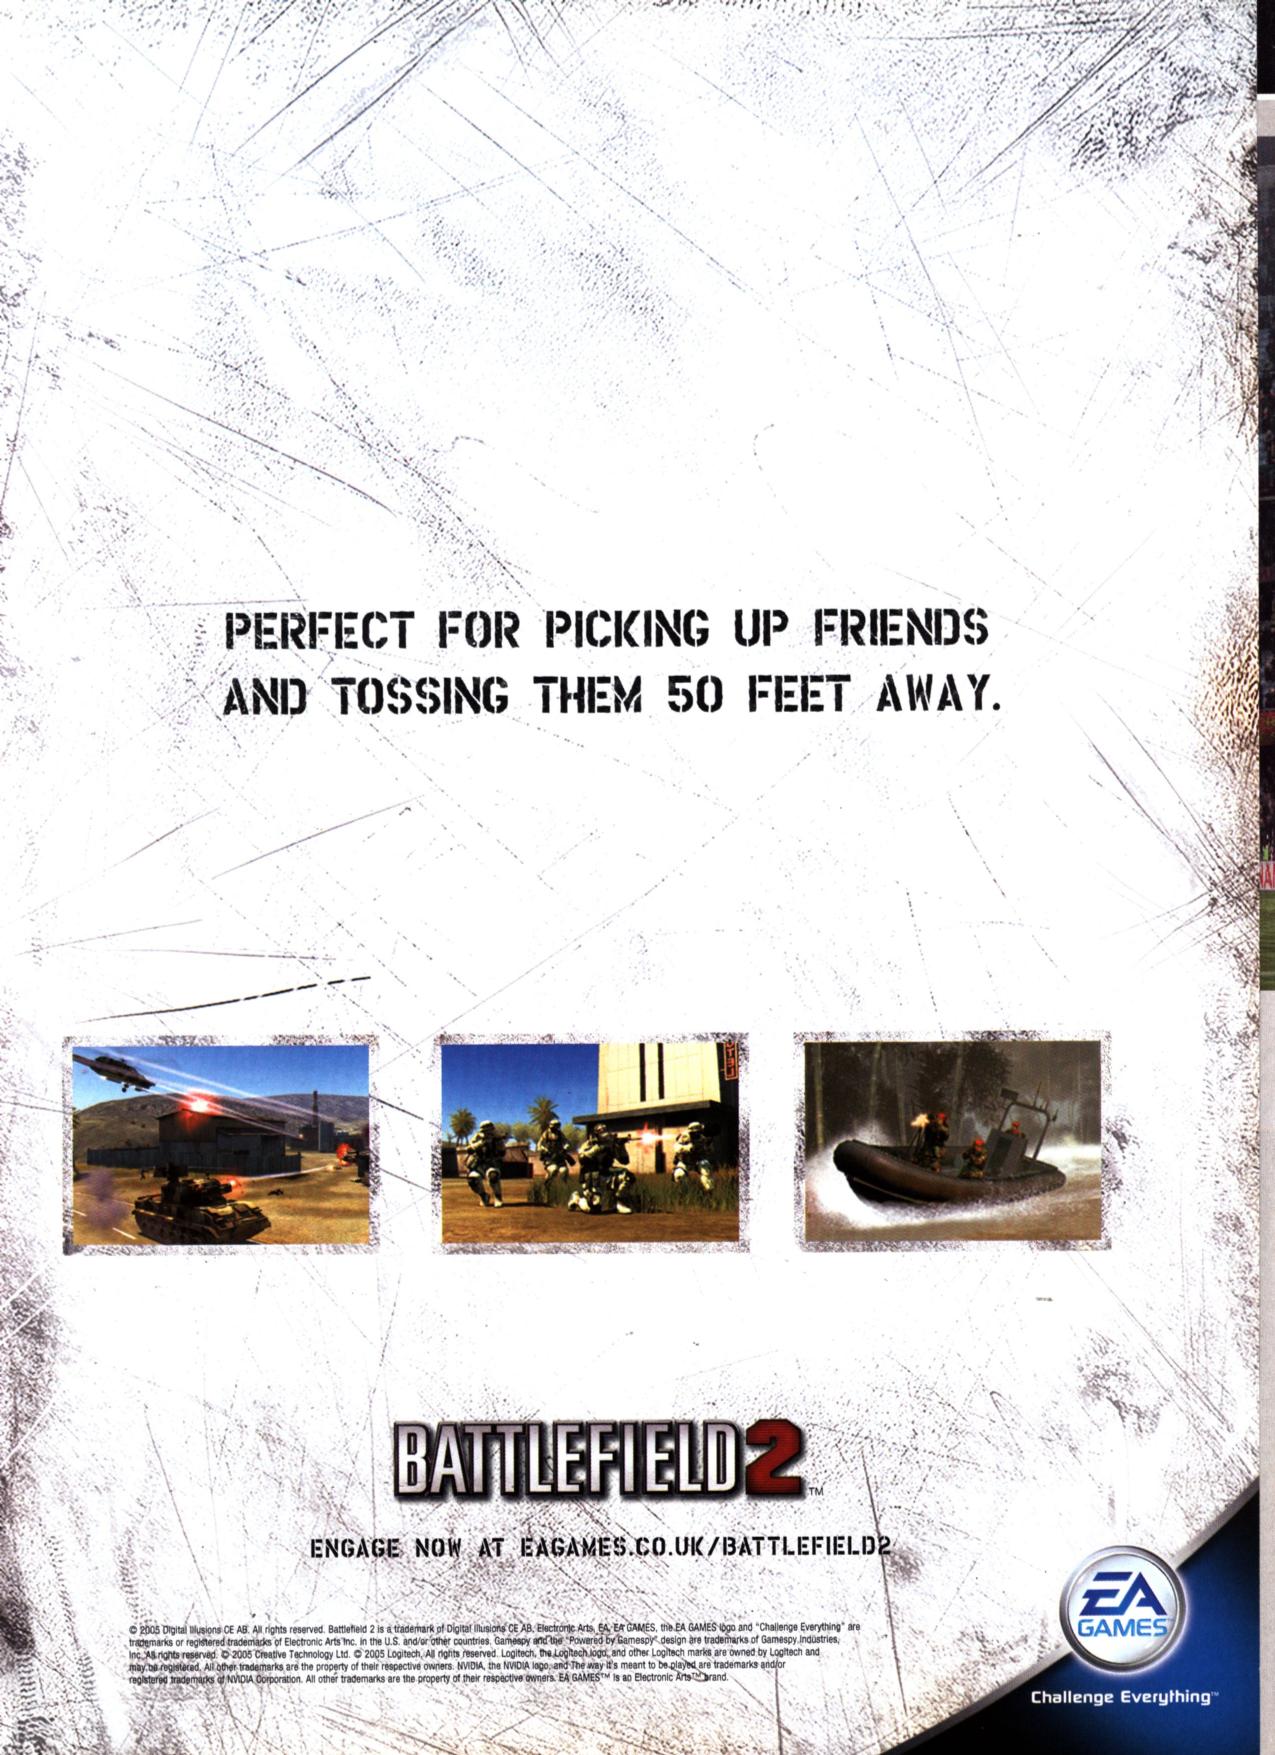 PERFECT FOR PICKING UP FRIENDS
AND TOSSING THEM 50 FEET AWAY.
BATTLEFIELD 2™
ENGAGE NOW AT EAGAMES.CO.UK/BATTLEFIELD2
EA
GAMES™
Challenge Everything™
© 2005 Digital Illusions CE AB. All rights reserved. Battlefield 2 is a trademark of Digital Illusions CE AB. Electronic Arts, EA, EA GAMES, the EA GAMES logo and "Challenge Everything" are
trademarks or registered trademarks of Electronic Arts Inc. in the U.S. and/or other countries. Gamespy and the "Powered by Gamespy" design are trademarks of Gamespy Industries,
Inc. All rights reserved. © 2005 Creative Technology Ltd. © 2005 Logitech, All rights reserved. Logitech, the Logitech logo, and other Logitech marks are owned by Logitech and
may be registered. All other trademarks are the property of their respective owners. NVIDIA, the NVIDIA logo, and The way it's meant to be played are trademarks and/or
registered trademarks of NVIDIA Corporation. All other trademarks are the property of their respective owners. EA GAMES™ is an Electronic Arts™ brand.